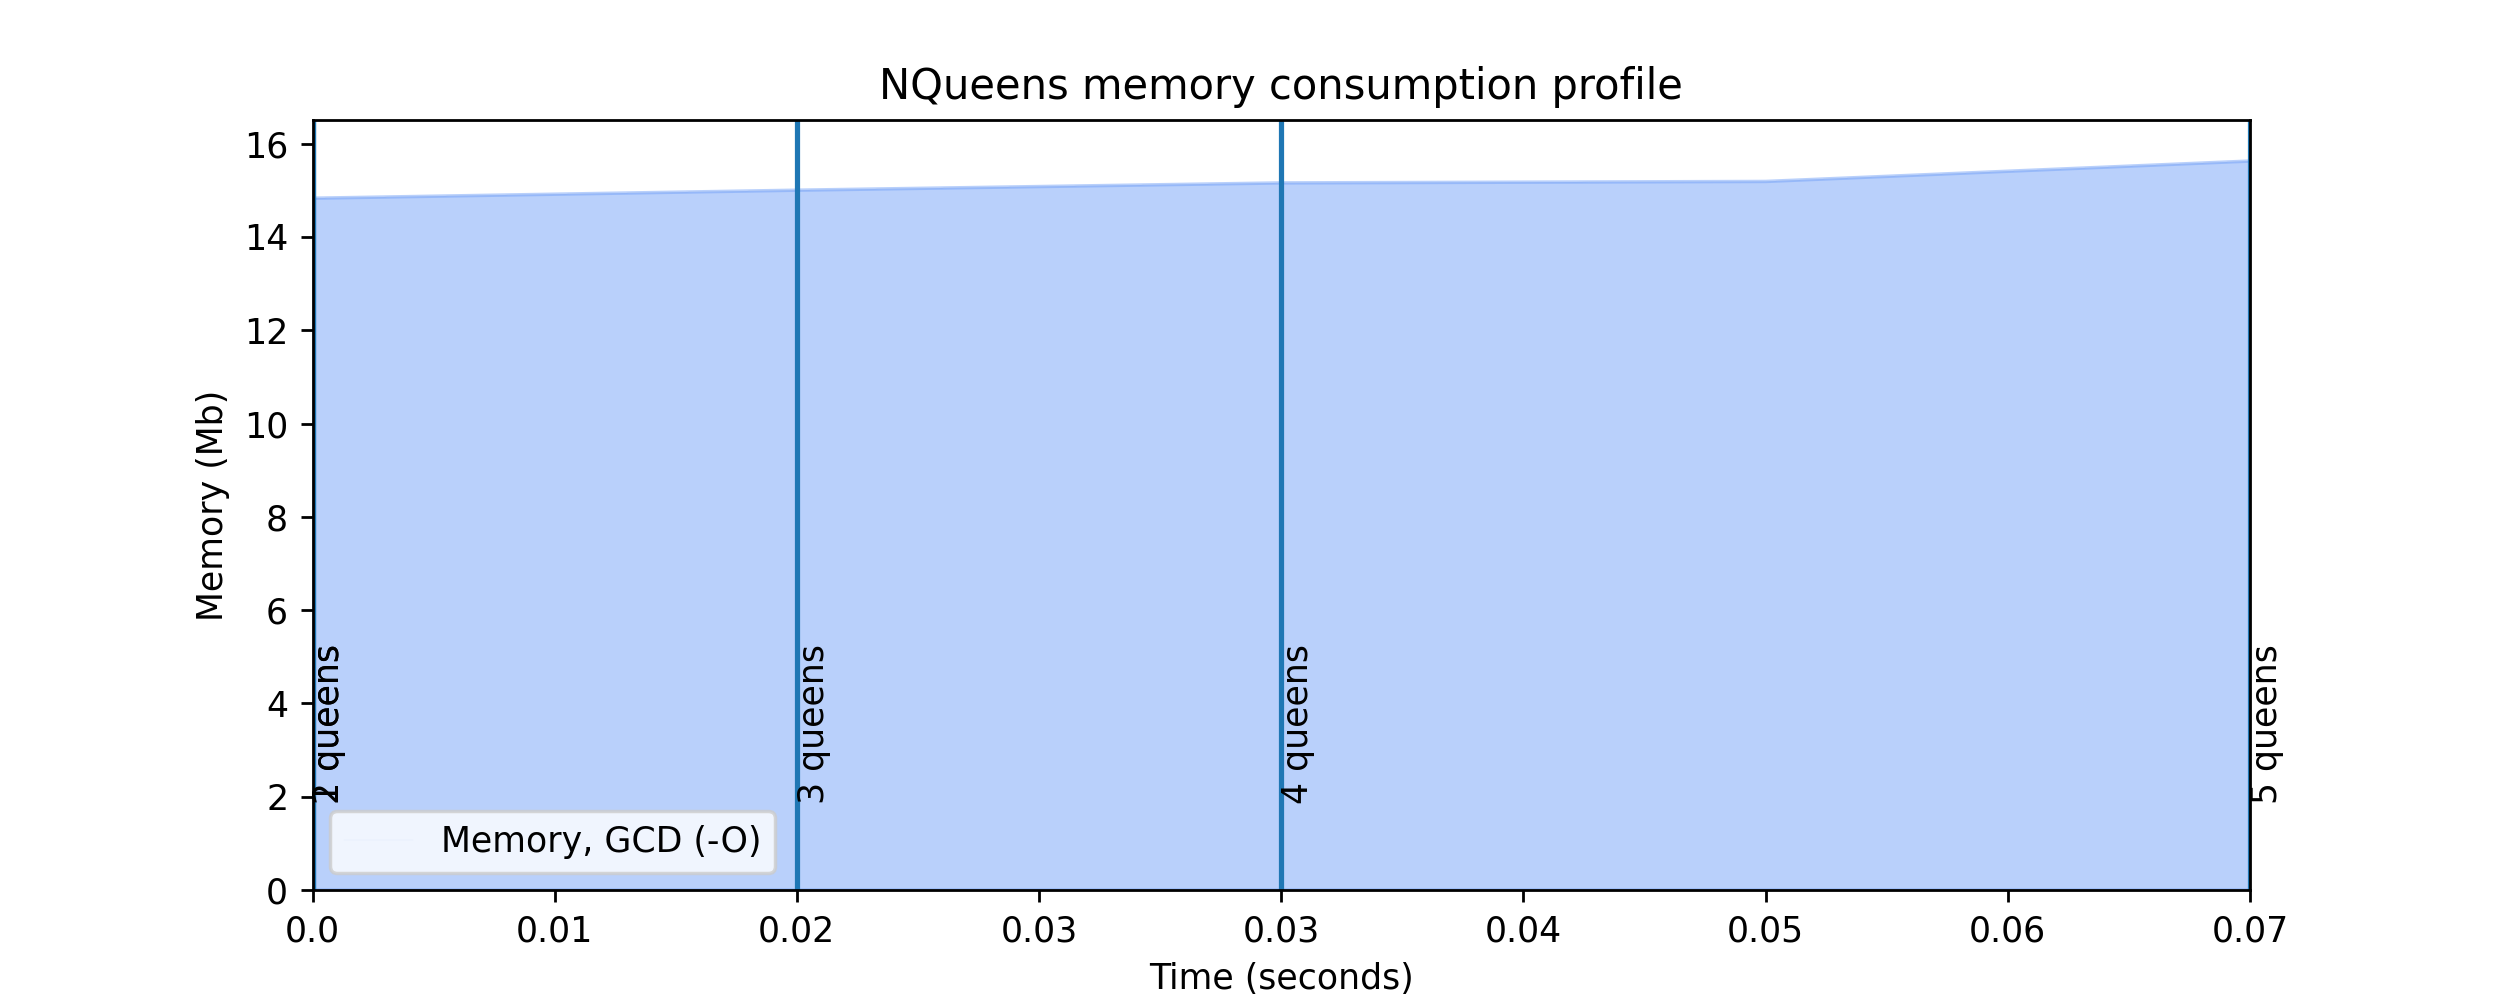 NQueens memory consumption profile
Memory (Mb)
16
14
12
10
8
6
4
2
0
queens
3 queens
4 queens
5 queens
Memory, GCD (-O)
0.0 0.01 0.02 0.03 0.03 0.04 0.05 0.06 0.07
Time (seconds)